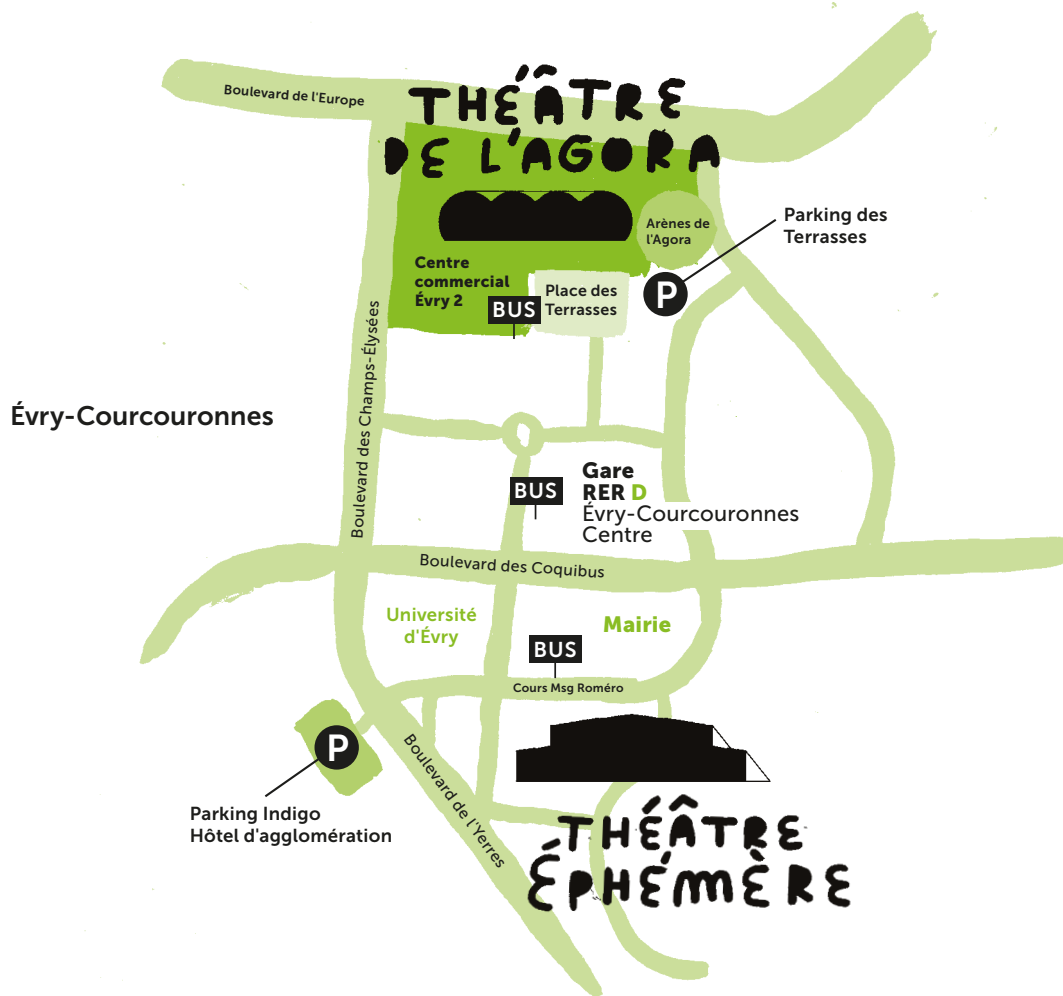 Boulevard de l'Europe
THÉÂTRE
DE L'AGORA
Arènes de
l'Agora
Parking des
Terrasses
Centre
commercial
Évry 2
BUS
Place des
Terrasses
P
Boulevard des Champs-Élysées
Évry-Courcouronnes
BUS
Gare
RER D
Évry-Courcouronnes
Centre
Boulevard des Coquibus
Université
d'Évry
Mairie
BUS
Cours Msg Roméro
P
Parking Indigo
Hôtel d'agglomération
Boulevard de l'Yerres
THÉÂTRE
ÉPHÉMÈRE